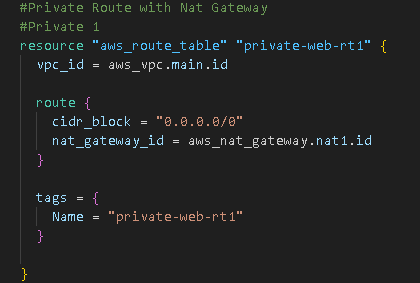 #Private Route with Nat Gateway
#Private 1
resource "aws_route_table" "private-web-rt1" {
  vpc_id = aws_vpc.main.id

  route {
    cidr_block = "0.0.0.0/0"
    nat_gateway_id = aws_nat_gateway.nat1.id
  }

  tags = {
    Name = "private-web-rt1"
  }

}